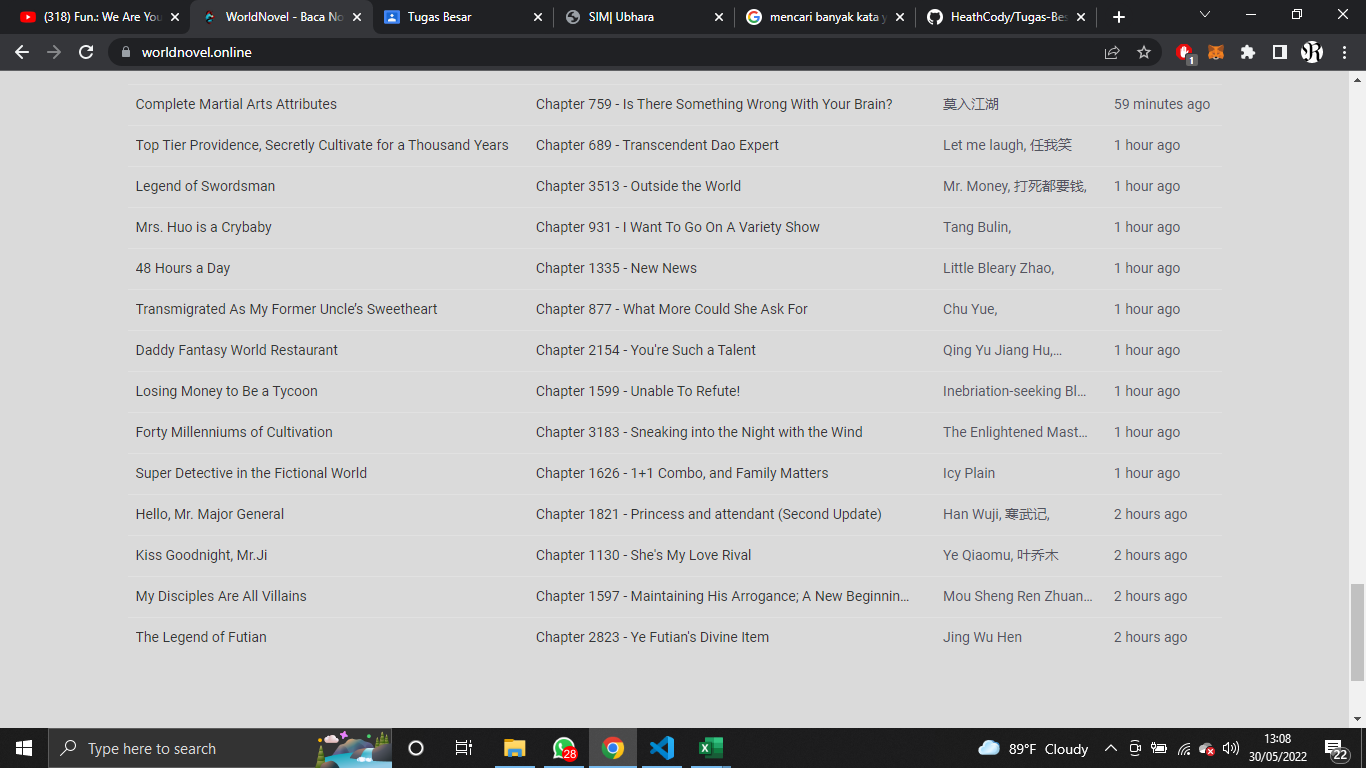 (318) Fun.: We Are You
WorldNovel - Baca No
Tugas Besar
SIM| Ubhara
mencari banyak kata y
HeathCody/Tugas-Bes
worldnovel.online
1
Complete Martial Arts Attributes Chapter 759 - Is There Something Wrong With Your Brain? 莫入江湖 59 minutes ago
Top Tier Providence, Secretly Cultivate for a Thousand Years Chapter 689 - Transcendent Dao Expert Let me laugh, 任我笑 1 hour ago
Legend of Swordsman Chapter 3513 - Outside the World Mr. Money, 打死都要钱, 1 hour ago
Mrs. Huo is a Crybaby Chapter 931 - I Want To Go On A Variety Show Tang Bulin, 1 hour ago
48 Hours a Day Chapter 1335 - New News Little Bleary Zhao, 1 hour ago
Transmigrated As My Former Uncle's Sweetheart Chapter 877 - What More Could She Ask For Chu Yue, 1 hour ago
Daddy Fantasy World Restaurant Chapter 2154 - You're Such a Talent Qing Yu Jiang Hu,... 1 hour ago
Losing Money to Be a Tycoon Chapter 1599 - Unable To Refute! Inebriation-seeking Bl... 1 hour ago
Forty Millenniums of Cultivation Chapter 3183 - Sneaking into the Night with the Wind The Enlightened Mast... 1 hour ago
Super Detective in the Fictional World Chapter 1626 - 1+1 Combo, and Family Matters Icy Plain 1 hour ago
Hello, Mr. Major General Chapter 1821 - Princess and attendant (Second Update) Han Wuji, 寒武记, 2 hours ago
Kiss Goodnight, Mr.Ji Chapter 1130 - She's My Love Rival Ye Qiaomu, 叶乔木 2 hours ago
My Disciples Are All Villains Chapter 1597 - Maintaining His Arrogance; A New Beginnin... Mou Sheng Ren Zhuan... 2 hours ago
The Legend of Futian Chapter 2823 - Ye Futian's Divine Item Jing Wu Hen 2 hours ago
Type here to search
28
89°F Cloudy
13:08
30/05/2022
22